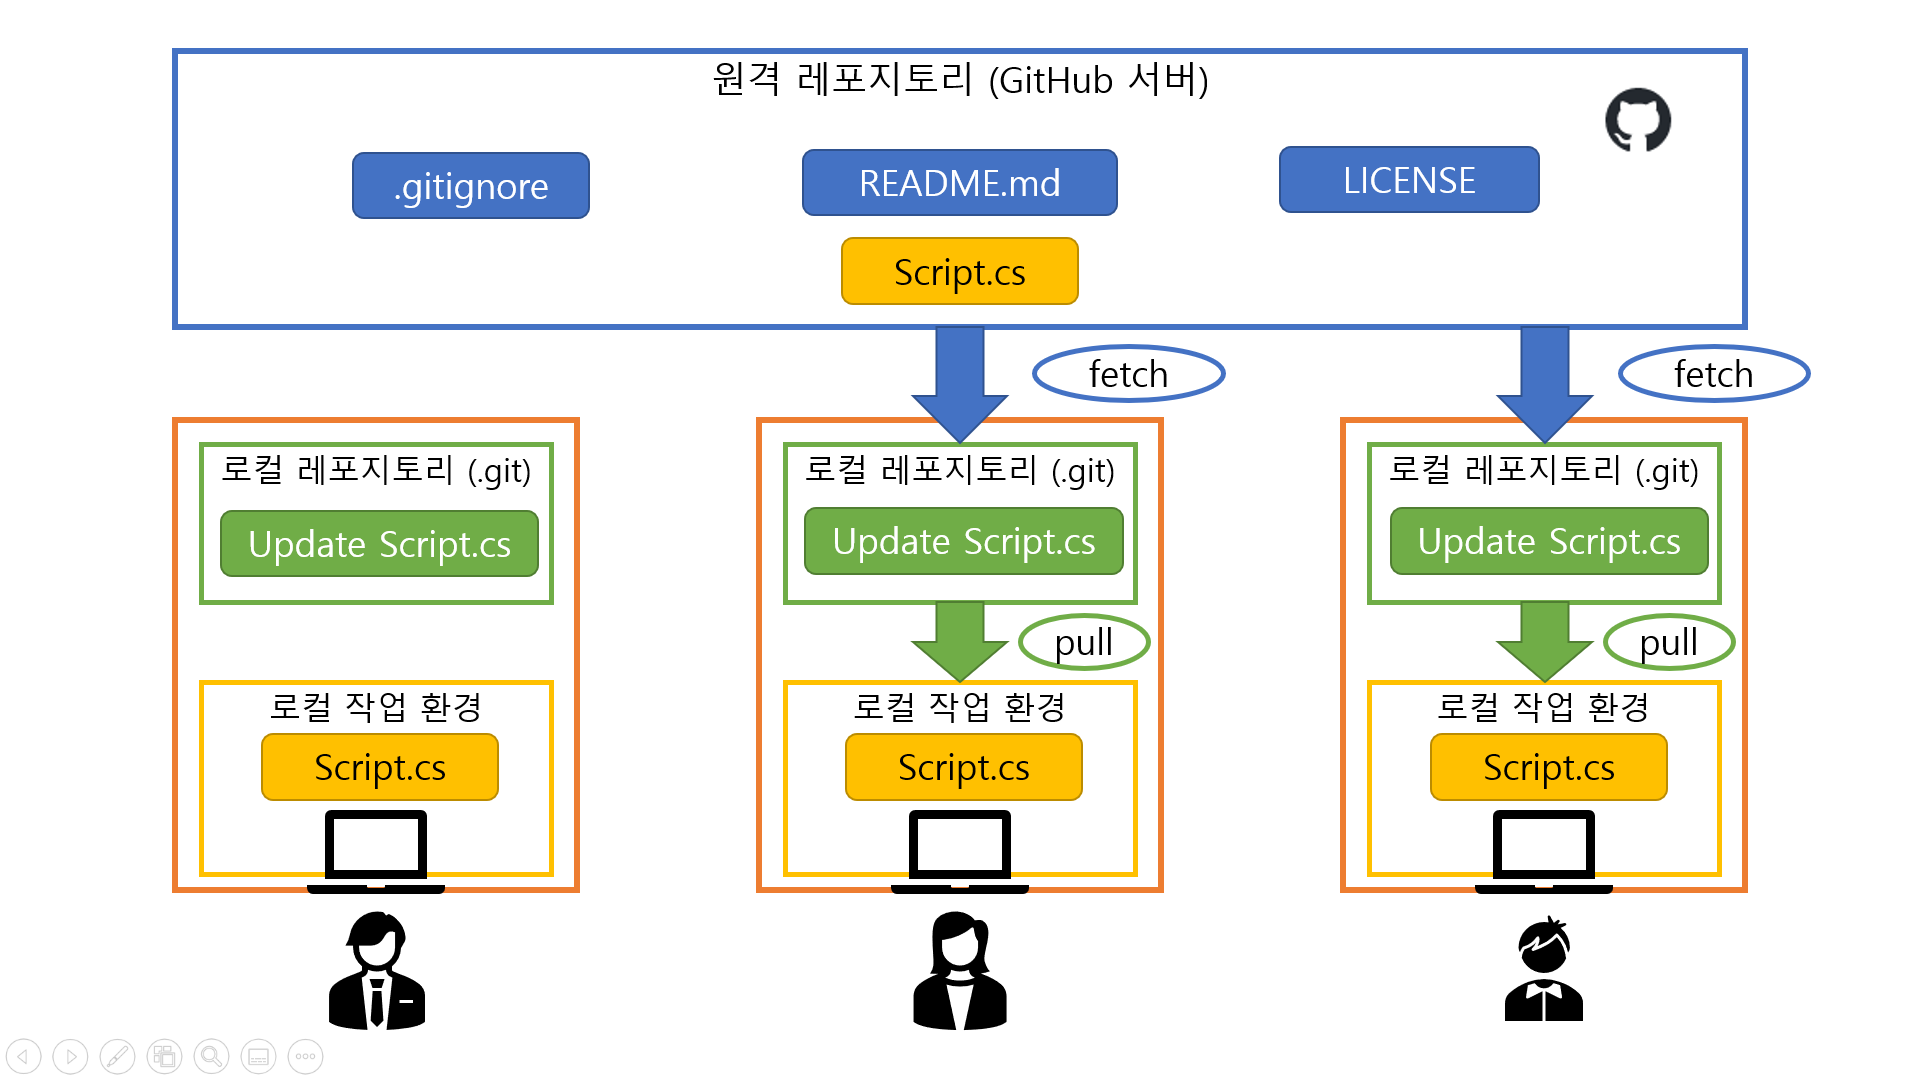 원격 레포지토리 (GitHub 서버)
.gitignore
README.md
LICENSE
Script.cs
fetch
fetch
로컬 레포지토리 (.git)
Update Script.cs
로컬 작업 환경
Script.cs
로컬 레포지토리 (.git)
Update Script.cs
pull
로컬 작업 환경
Script.cs
로컬 레포지토리 (.git)
Update Script.cs
pull
로컬 작업 환경
Script.cs